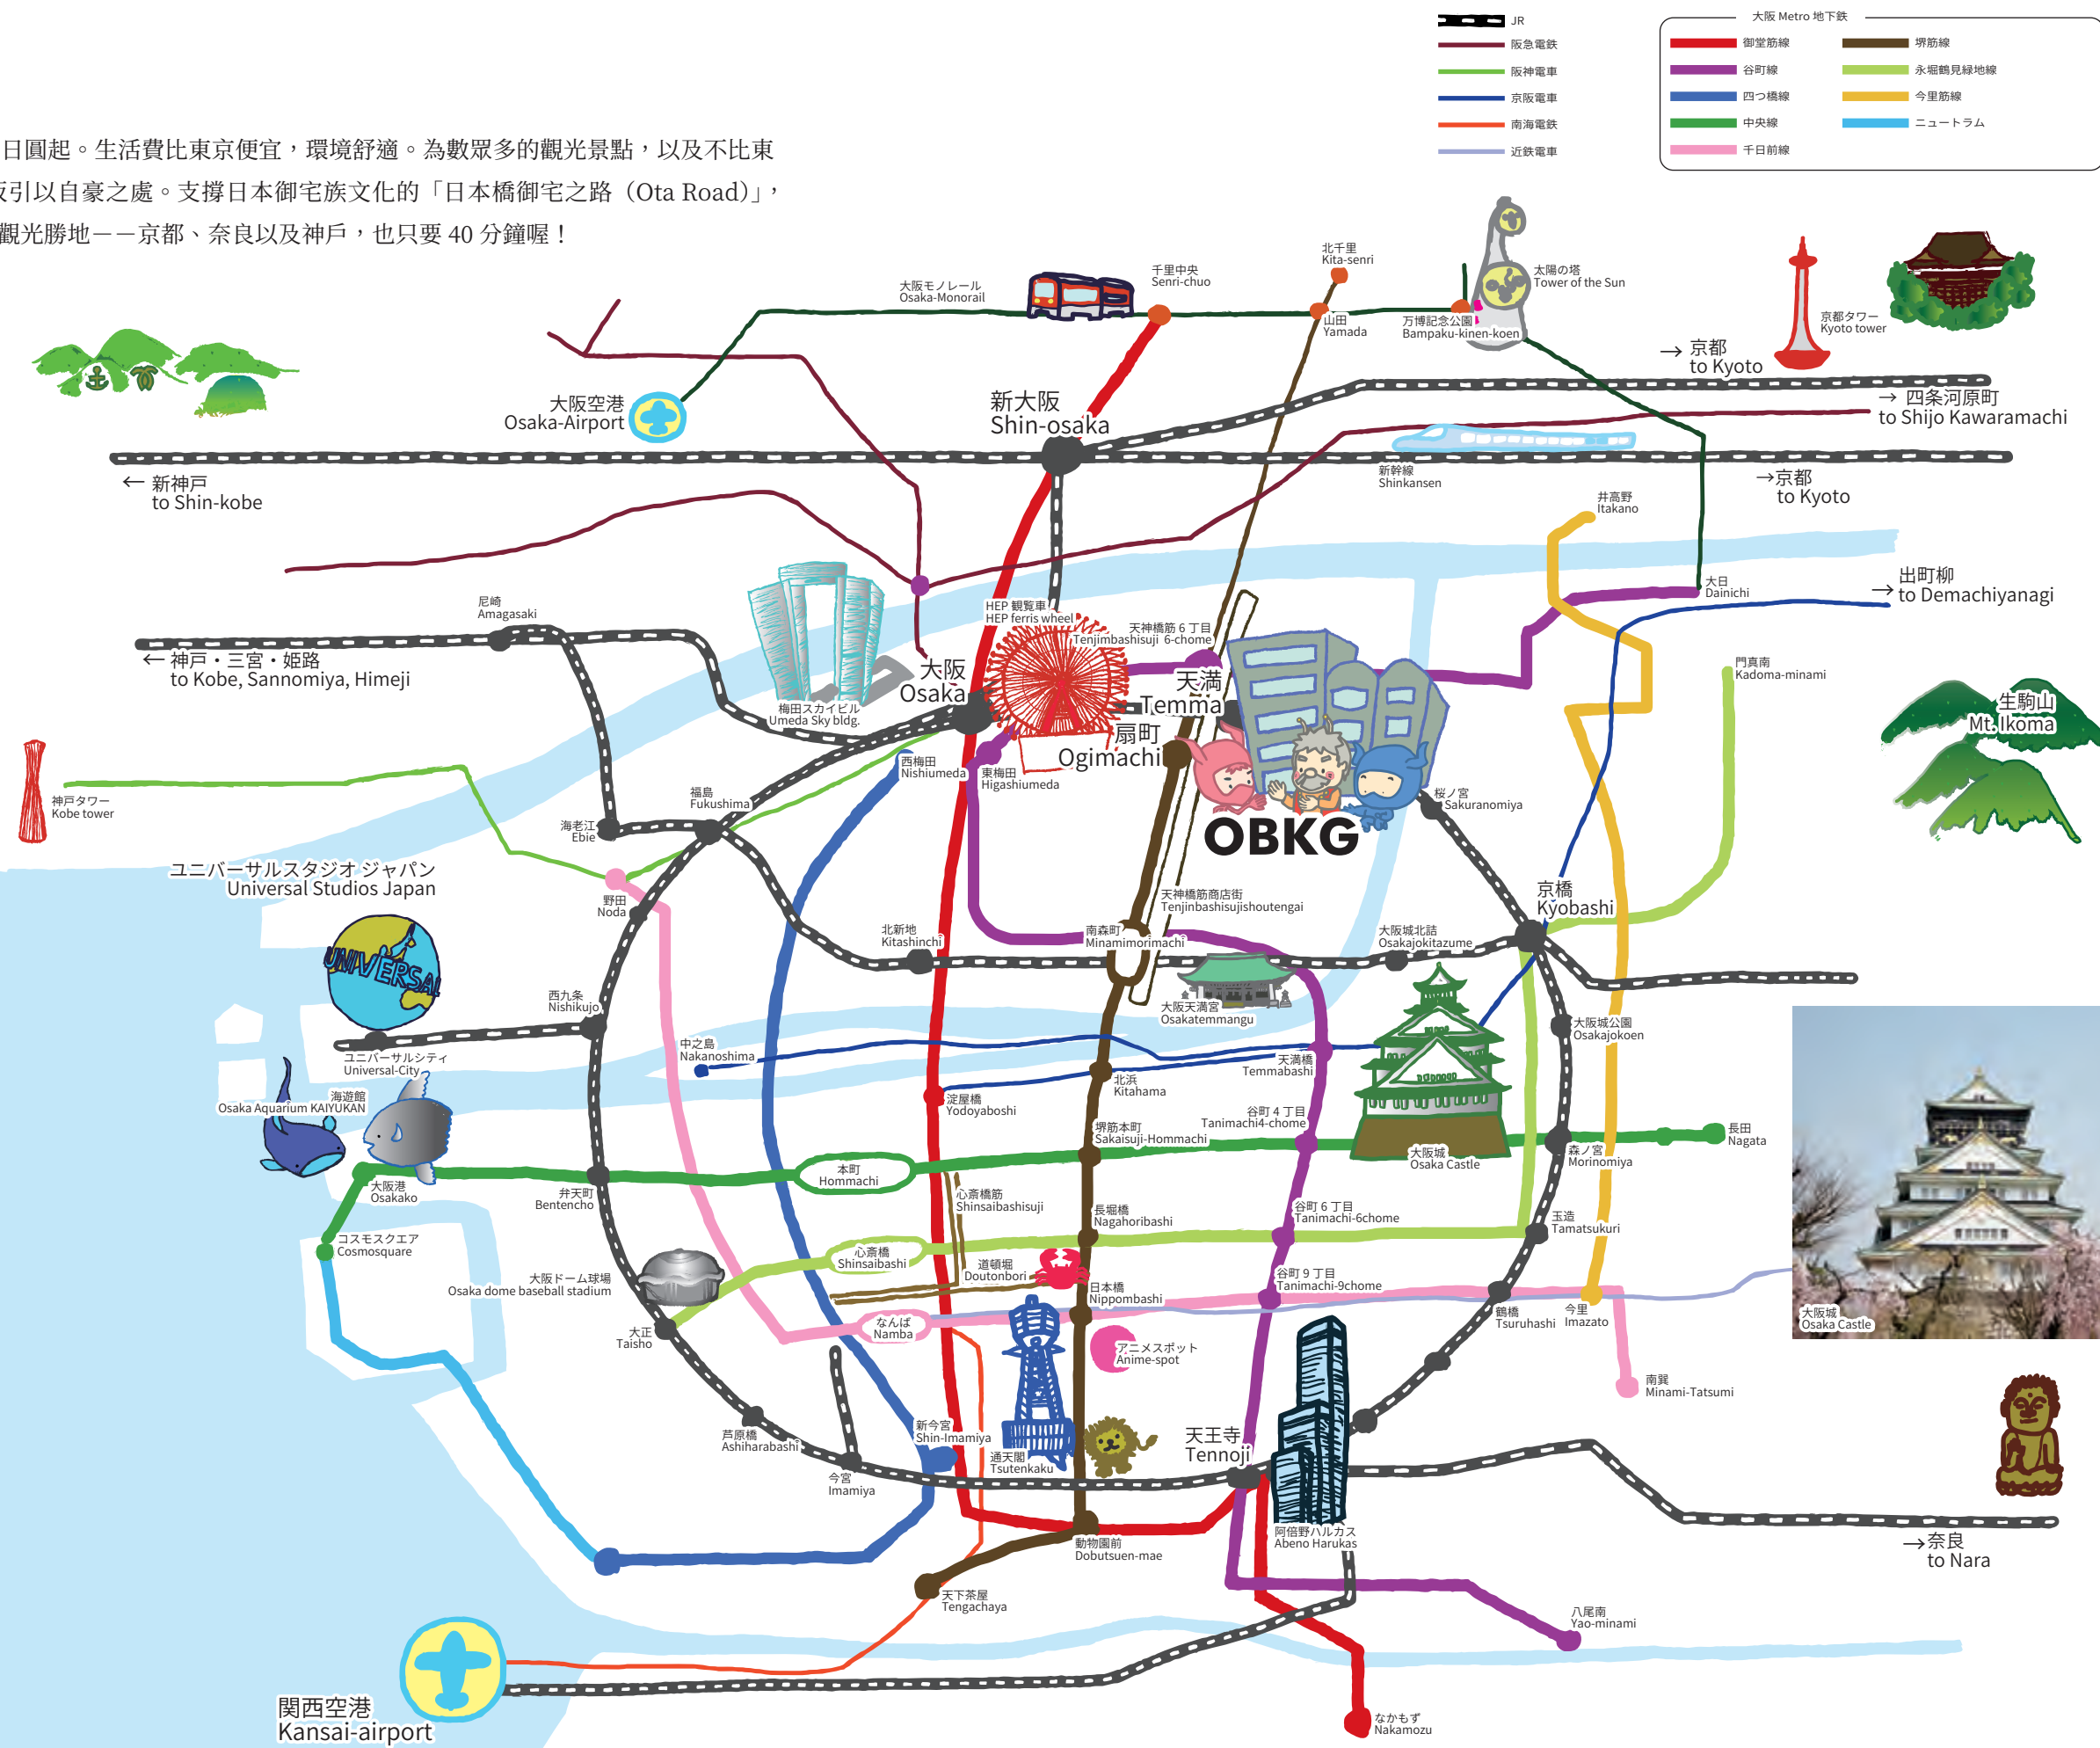 JR
阪急電鉄
阪神電車
京阪電車
南海電鉄
近鉄電車
大阪 Metro 地下鉄
御堂筋線
谷町線
四つ橋線
中央線
千日前線
堺筋線
永堀鶴見緑地線
今里筋線
ニュートラム
日圓起。生活費比東京便宜，環境舒適。為數眾多的觀光景點，以及不比東
阪引以自豪之處。支撐日本御宅族文化的「日本橋御宅之路（Ota Road）」，
觀光勝地——京都、奈良以及神戶，也只要 40 分鐘喔！
北千里
Kita-senri
千里中央
Senri-chuo
大阪モノレール
Osaka-Monorail
太陽の塔
Tower of the Sun
山田
Yamada
万博記念公園
Bampaku-kinen-koen
京都タワー
Kyoto tower
→ 京都
to Kyoto
→ 四条河原町
to Shijo Kawaramachi
大阪空港
Osaka-Airport
新大阪
Shin-osaka
← 新神戸
to Shin-kobe
新幹線
Shinkansen
→京都
to Kyoto
井高野
Itakano
大日
Dainichi
→ 出町柳
to Demachiyanagi
尼崎
Amagasaki
HEP 観覧車
HEP ferris wheel
天神橋筋 6 丁目
Tenjimbashisuji 6-chome
← 神戸・三宮・姫路
to Kobe, Sannomiya, Himeji
大阪
Osaka
天満
Temma
門真南
Kadoma-minami
梅田スカイビル
Umeda Sky bldg.
扇町
Ogimachi
生駒山
Mt. Ikoma
西梅田
Nishiumeda
東梅田
Higashiumeda
神戸タワー
Kobe tower
福島
Fukushima
桜ノ宮
Sakuranomiya
海老江
Ebie
OBKG
ユニバーサルスタジオ ジャパン
Universal Studios Japan
野田
Noda
天神橋筋商店街
Tenjinbashisujishoutengai
京橋
Kyobashi
UNIVERSAL
北新地
Kitashinchi
南森町
Minamimorimachi
大阪城北詰
Osakajokitazume
西九条
Nishikujo
大阪天満宮
Osakatemmangu
大阪城公園
Osakajokoen
ユニバーサルシティ
Universal-City
中之島
Nakanoshima
天満橋
Temmabashi
海遊館
Osaka Aquarium KAIYUKAN
北浜
Kitahama
淀屋橋
Yodoyaboshi
谷町 4 丁目
Tanimachi4-chome
堺筋本町
Sakaisuji-Hommachi
長田
Nagata
大阪城
Osaka Castle
森ノ宮
Morinomiya
本町
Hommachi
大阪港
Osakako
弁天町
Bentencho
心斎橋筋
Shinsaibashisuji
長堀橋
Nagahoribashi
谷町 6 丁目
Tanimachi-6chome
玉造
Tamatsukuri
コスモスクエア
Cosmosquare
心斎橋
Shinsaibashi
道頓堀
Doutonbori
大阪ドーム球場
Osaka dome baseball stadium
谷町 9 丁目
Tanimachi-9chome
日本橋
Nippombashi
鶴橋
Tsuruhashi
今里
Imazato
大阪城
Osaka Castle
なんば
Namba
大正
Taisho
アニメスポット
Anime-spot
南巽
Minami-Tatsumi
芦原橋
Ashiharabashi
新今宮
Shin-Imamiya
通天閣
Tsutenkaku
天王寺
Tennoji
今宮
Imamiya
動物園前
Dobutsuen-mae
阿倍野ハルカス
Abeno Harukas
→奈良
to Nara
天下茶屋
Tengachaya
八尾南
Yao-minami
関西空港
Kansai-airport
なかもず
Nakamozu